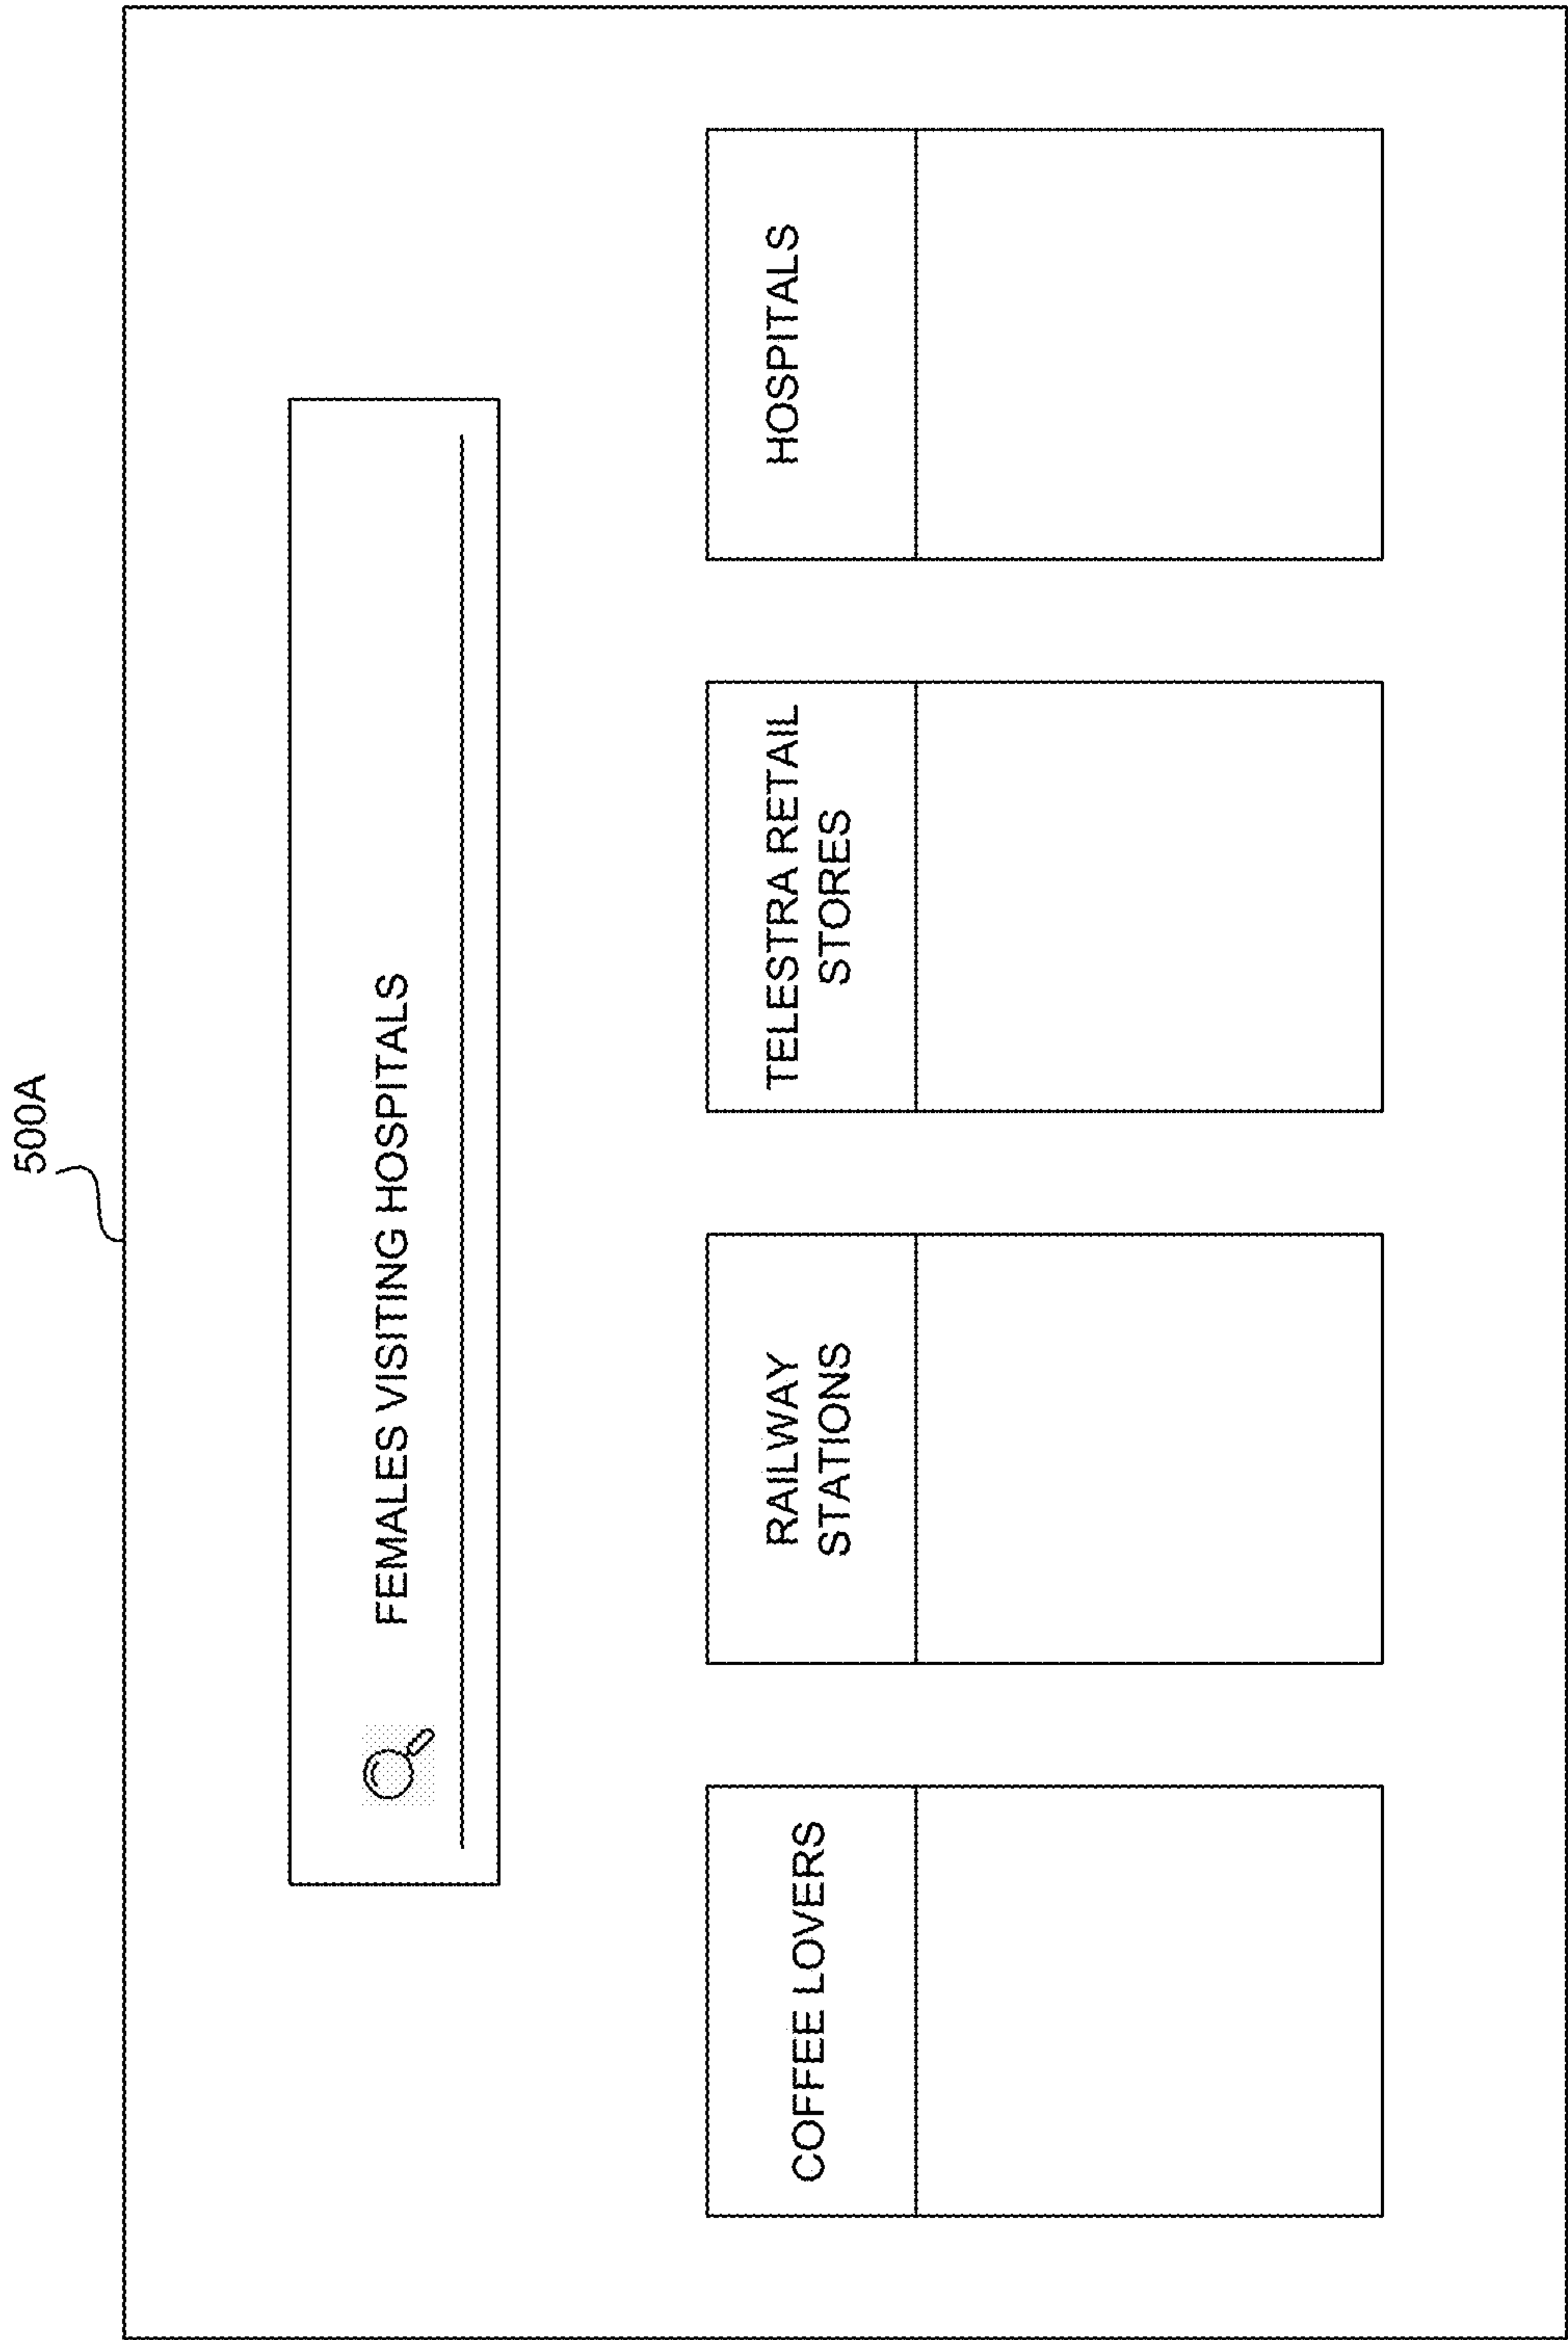 500A
FEMALES VISITING HOSPITALS
COFFEE LOVERS
RAILWAY
STATIONS
TELESTRA RETAIL
STORES
HOSPITALS